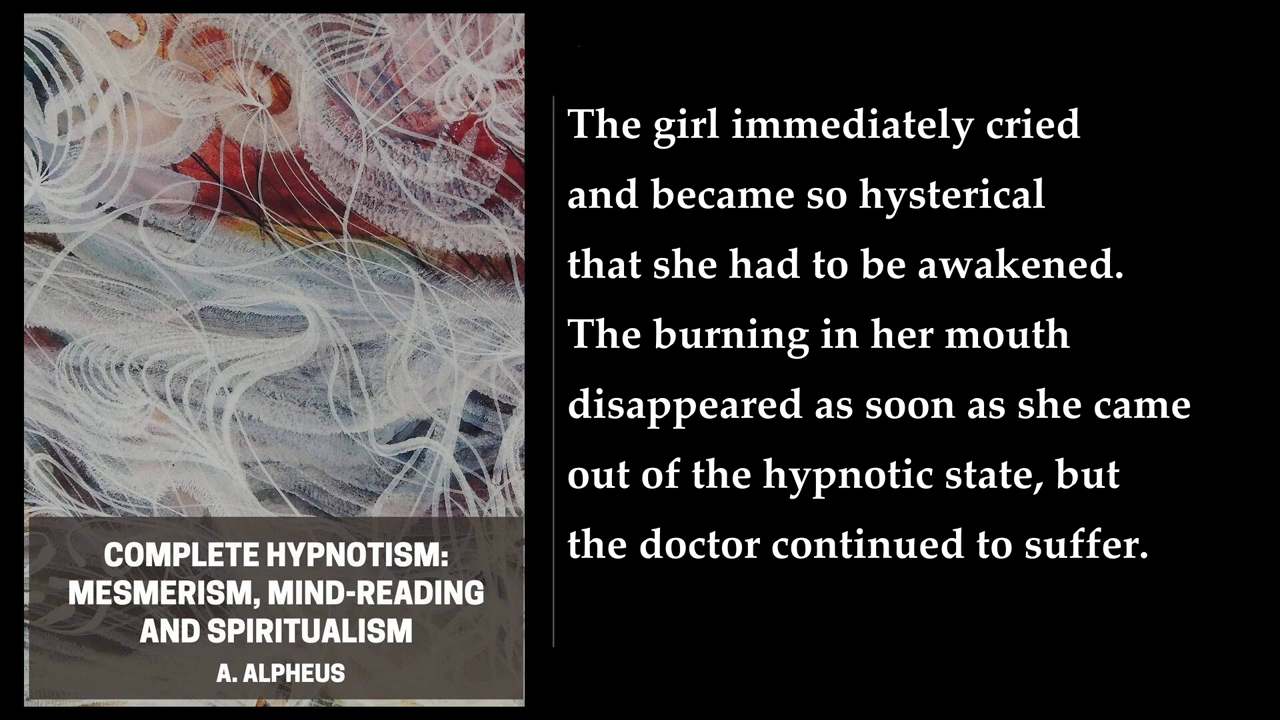 COMPLETE HYPNOTISM:
MESMERISM, MIND-READING
AND SPIRITUALISM
A. ALPHEUS
The girl immediately cried
and became so hysterical
that she had to be awakened.
The burning in her mouth
disappeared as soon as she came
out of the hypnotic state, but
the doctor continued to suffer.